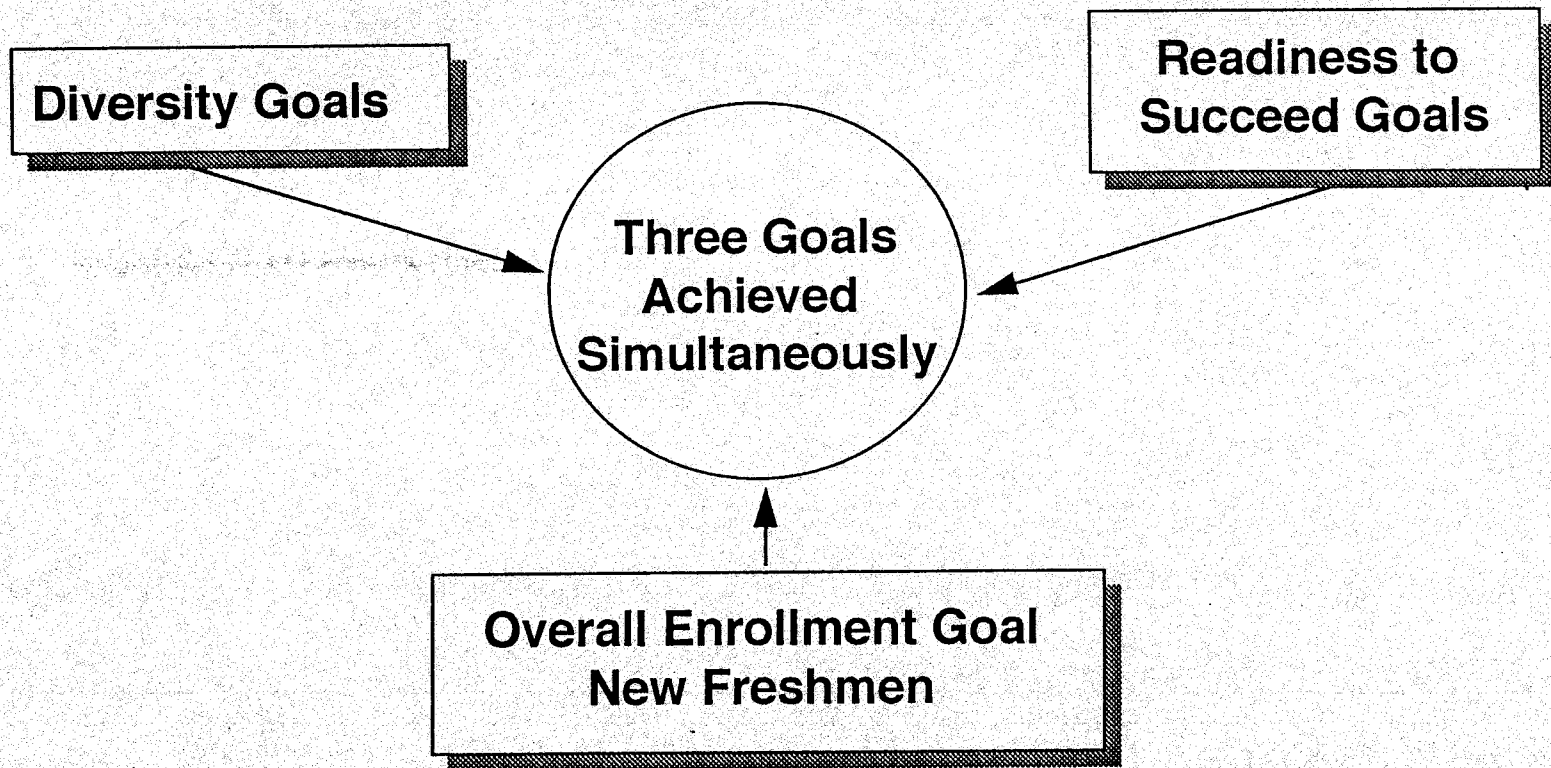 Diversity Goals
Readiness to
Succeed Goals
Three Goals
Achieved
Simultaneously
Overall Enrollment Goal
New Freshmen